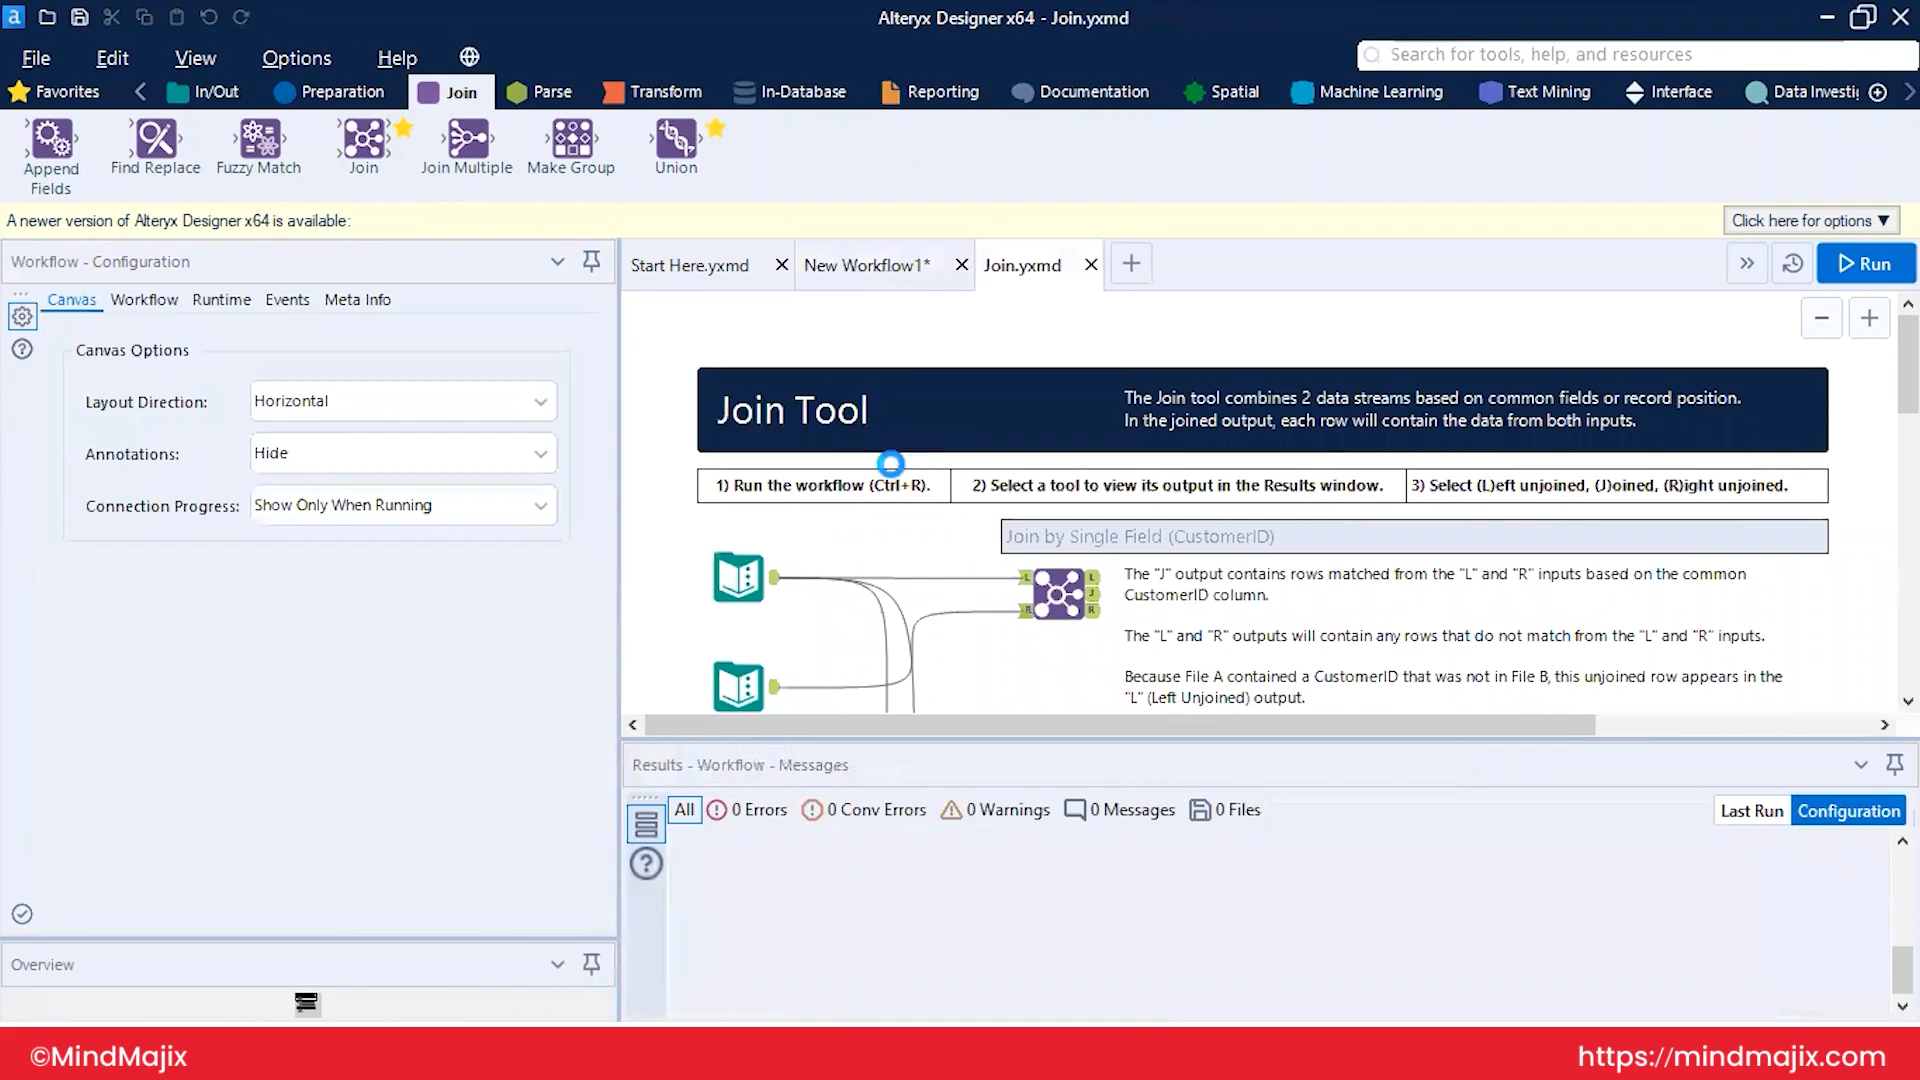 Alteryx Designer x64 - Join.yxmd
File Edit View Options Help
Search for tools, help, and resources
Favorites In/Out Preparation Join Parse Transform In-Database Reporting Documentation Spatial Machine Learning Text Mining Interface Data Investi
Append Fields
Find Replace
Fuzzy Match
Join
Join Multiple
Make Group
Union
A newer version of Alteryx Designer x64 is available:
Click here for options ▼
Workflow - Configuration
Start Here.yxmd New Workflow1* Join.yxmd
Run
Canvas Workflow Runtime Events Meta Info
Canvas Options
Layout Direction: Horizontal
Annotations: Hide
Connection Progress: Show Only When Running
Join Tool
The Join tool combines 2 data streams based on common fields or record position.
In the joined output, each row will contain the data from both inputs.
1) Run the workflow (Ctrl+R).
2) Select a tool to view its output in the Results window.
3) Select (L)eft unjoined, (J)oined, (R)ight unjoined.
Join by Single Field (CustomerID)
L
R
L
J
R
The "J" output contains rows matched from the "L" and "R" inputs based on the common
CustomerID column.
The "L" and "R" outputs will contain any rows that do not match from the "L" and "R" inputs.
Because File A contained a CustomerID that was not in File B, this unjoined row appears in the
"L" (Left Unjoined) output.
Results - Workflow - Messages
All 0 Errors 0 Conv Errors 0 Warnings 0 Messages 0 Files
Last Run Configuration
Overview
©MindMajix
https://mindmajix.com